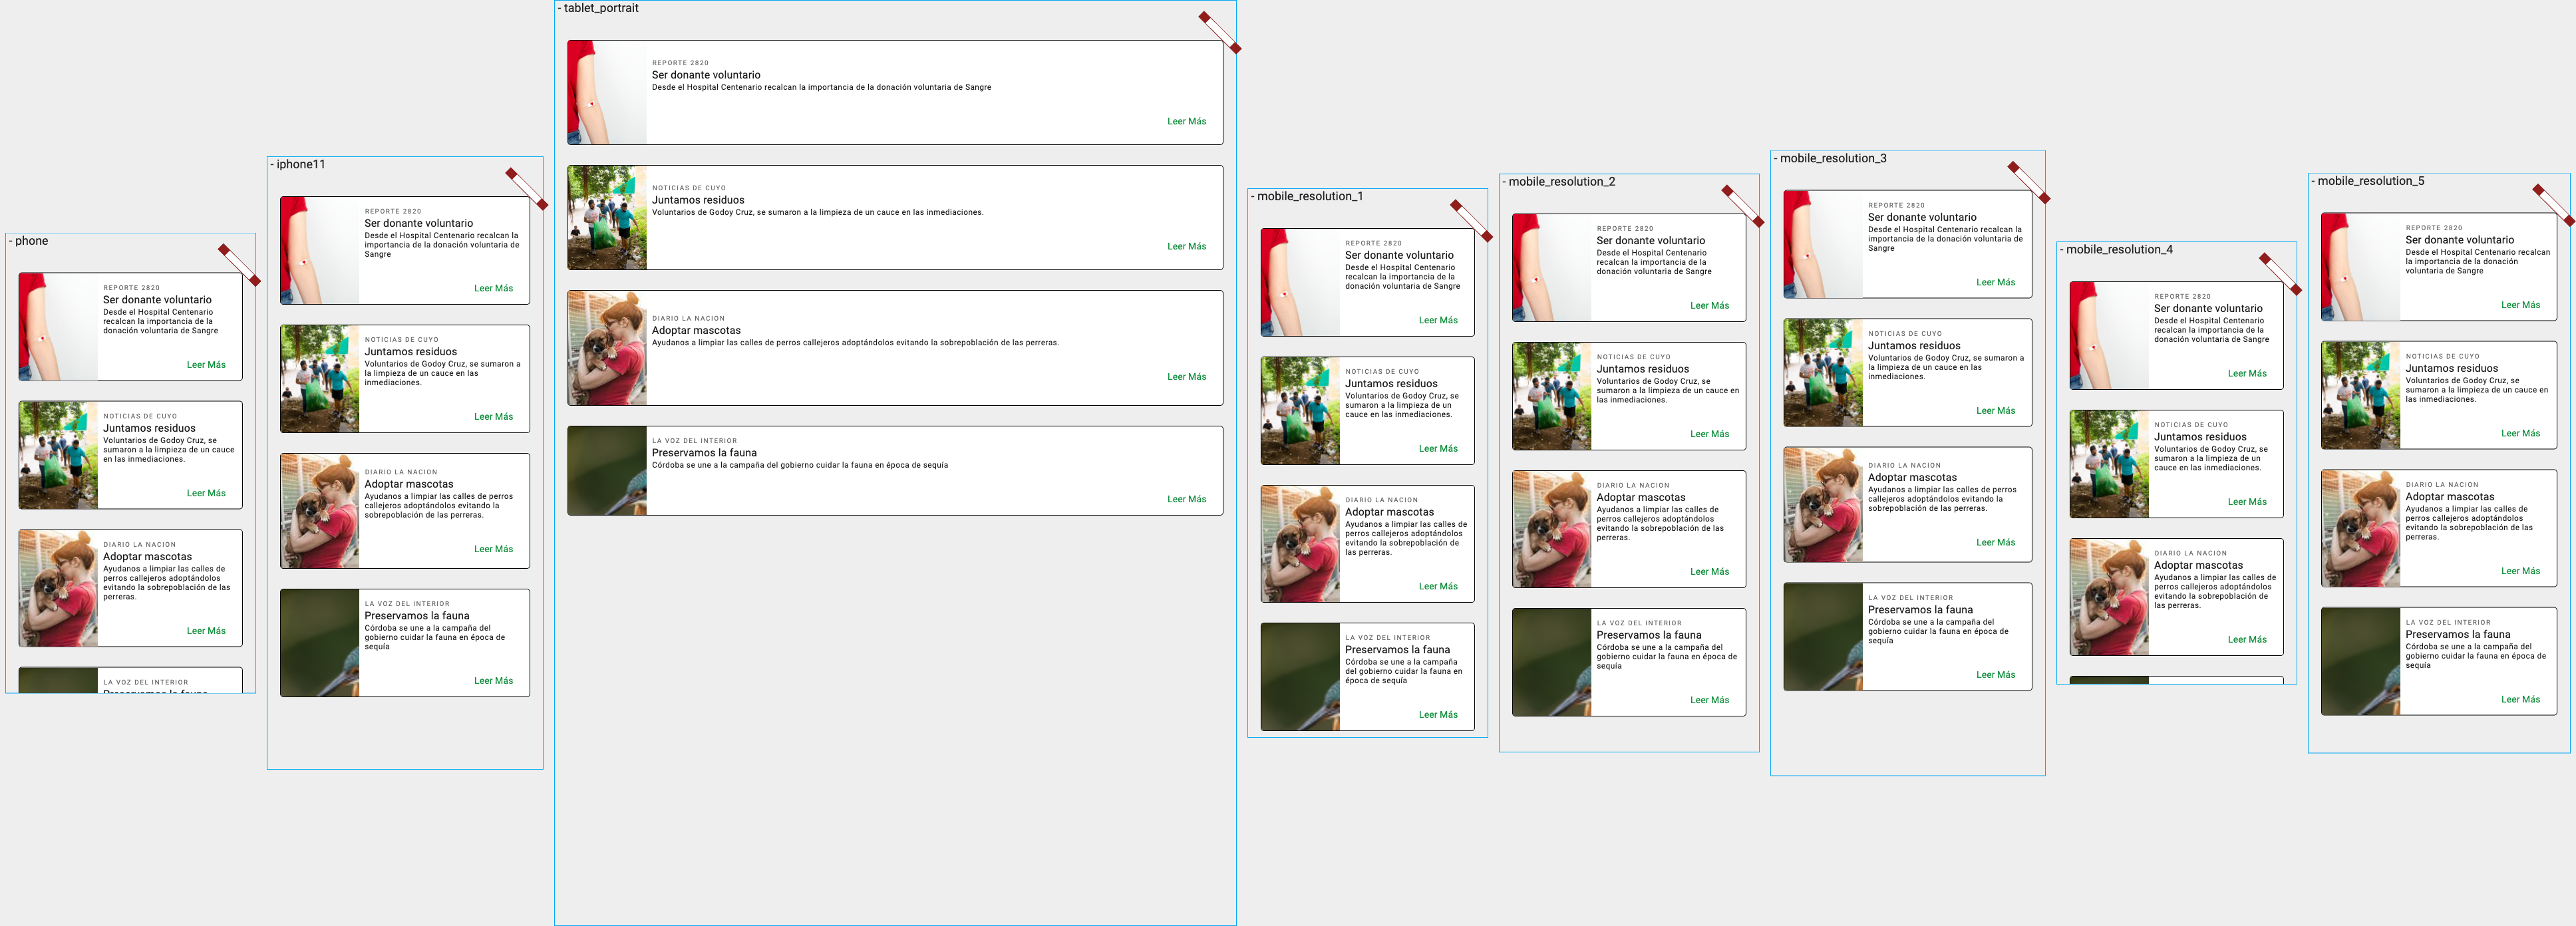 - phone
REPORTE 2820
Ser donante voluntario
Desde el Hospital Centenario
recalcan la importancia de la
donación voluntaria de Sangre
Leer Más
NOTICIAS DE CUYO
Juntamos residuos
Voluntarios de Godoy Cruz, se
sumaron a la limpieza de un cauce
en las inmediaciones.
Leer Más
DIARIO LA NACION
Adoptar mascotas
Ayudanos a limpiar las calles de
perros callejeros adoptándolos
evitando la sobrepoblación de las
perreras.
Leer Más
LA VOZ DEL INTERIOR
Preservamos la fauna
- iphone11
REPORTE 2820
Ser donante voluntario
Desde el Hospital Centenario recalcan la
importancia de la donación voluntaria de
Sangre
Leer Más
NOTICIAS DE CUYO
Juntamos residuos
Voluntarios de Godoy Cruz, se sumaron a
la limpieza de un cauce en las
inmediaciones.
Leer Más
DIARIO LA NACION
Adoptar mascotas
Ayudanos a limpiar las calles de perros
callejeros adoptándolos evitando la
sobrepoblación de las perreras.
Leer Más
LA VOZ DEL INTERIOR
Preservamos la fauna
Córdoba se une a la campaña del
gobierno cuidar la fauna en época de
sequía
Leer Más
- tablet_portrait
REPORTE 2820
Ser donante voluntario
Desde el Hospital Centenario recalcan la importancia de la donación voluntaria de Sangre
Leer Más
NOTICIAS DE CUYO
Juntamos residuos
Voluntarios de Godoy Cruz, se sumaron a la limpieza de un cauce en las inmediaciones.
Leer Más
DIARIO LA NACION
Adoptar mascotas
Ayudanos a limpiar las calles de perros callejeros adoptándolos evitando la sobrepoblación de las perreras.
Leer Más
LA VOZ DEL INTERIOR
Preservamos la fauna
Córdoba se une a la campaña del gobierno cuidar la fauna en época de sequía
Leer Más
- mobile_resolution_1
REPORTE 2820
Ser donante voluntario
Desde el Hospital Centenario
recalcan la importancia de la
donación voluntaria de Sangre
Leer Más
NOTICIAS DE CUYO
Juntamos residuos
Voluntarios de Godoy Cruz, se
sumaron a la limpieza de un
cauce en las inmediaciones.
Leer Más
DIARIO LA NACION
Adoptar mascotas
Ayudanos a limpiar las calles de
perros callejeros adoptándolos
evitando la sobrepoblación de
las perreras.
Leer Más
LA VOZ DEL INTERIOR
Preservamos la fauna
Córdoba se une a la campaña
del gobierno cuidar la fauna en
época de sequía
Leer Más
- mobile_resolution_2
REPORTE 2820
Ser donante voluntario
Desde el Hospital Centenario
recalcan la importancia de la
donación voluntaria de Sangre
Leer Más
NOTICIAS DE CUYO
Juntamos residuos
Voluntarios de Godoy Cruz, se
sumaron a la limpieza de un cauce en
las inmediaciones.
Leer Más
DIARIO LA NACION
Adoptar mascotas
Ayudanos a limpiar las calles de
perros callejeros adoptándolos
evitando la sobrepoblación de las
perreras.
Leer Más
LA VOZ DEL INTERIOR
Preservamos la fauna
Córdoba se une a la campaña del
gobierno cuidar la fauna en época de
sequía
Leer Más
- mobile_resolution_3
REPORTE 2820
Ser donante voluntario
Desde el Hospital Centenario recalcan la
importancia de la donación voluntaria de
Sangre
Leer Más
NOTICIAS DE CUYO
Juntamos residuos
Voluntarios de Godoy Cruz, se sumaron a
la limpieza de un cauce en las
inmediaciones.
Leer Más
DIARIO LA NACION
Adoptar mascotas
Ayudanos a limpiar las calles de perros
callejeros adoptándolos evitando la
sobrepoblación de las perreras.
Leer Más
LA VOZ DEL INTERIOR
Preservamos la fauna
Córdoba se une a la campaña del
gobierno cuidar la fauna en época de
sequía
Leer Más
- mobile_resolution_4
REPORTE 2820
Ser donante voluntario
Desde el Hospital Centenario
recalcan la importancia de la
donación voluntaria de Sangre
Leer Más
NOTICIAS DE CUYO
Juntamos residuos
Voluntarios de Godoy Cruz, se
sumaron a la limpieza de un
cauce en las inmediaciones.
Leer Más
DIARIO LA NACION
Adoptar mascotas
Ayudanos a limpiar las calles de
perros callejeros adoptándolos
evitando la sobrepoblación de
las perreras.
Leer Más
- mobile_resolution_5
REPORTE 2820
Ser donante voluntario
Desde el Hospital Centenario recalcan
la importancia de la donación
voluntaria de Sangre
Leer Más
NOTICIAS DE CUYO
Juntamos residuos
Voluntarios de Godoy Cruz, se
sumaron a la limpieza de un cauce en
las inmediaciones.
Leer Más
DIARIO LA NACION
Adoptar mascotas
Ayudanos a limpiar las calles de
perros callejeros adoptándolos
evitando la sobrepoblación de las
perreras.
Leer Más
LA VOZ DEL INTERIOR
Preservamos la fauna
Córdoba se une a la campaña del
gobierno cuidar la fauna en época de
sequía
Leer Más